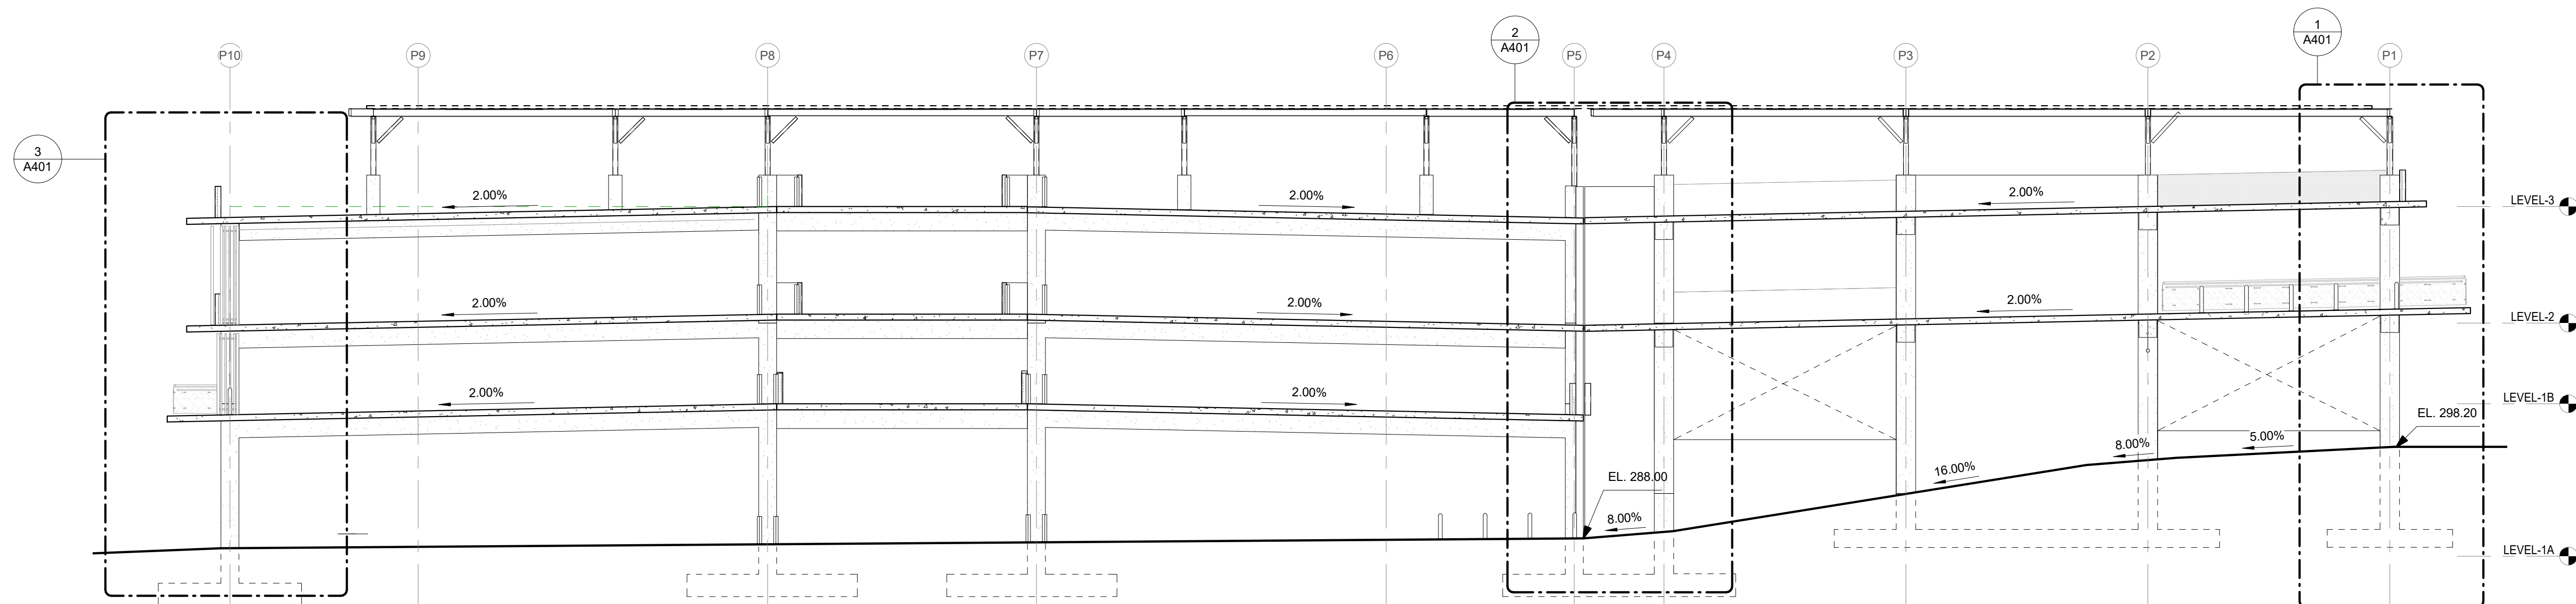 1
A401
2
A401
P10
P9
P8
P7
P6
P5
P4
P3
P2
P1
3
A401
2.00%
2.00%
2.00%
LEVEL-3
2.00%
2.00%
2.00%
LEVEL-2
2.00%
2.00%
LEVEL-1B
EL. 298.20
5.00%
8.00%
16.00%
EL. 288.00
8.00%
LEVEL-1A